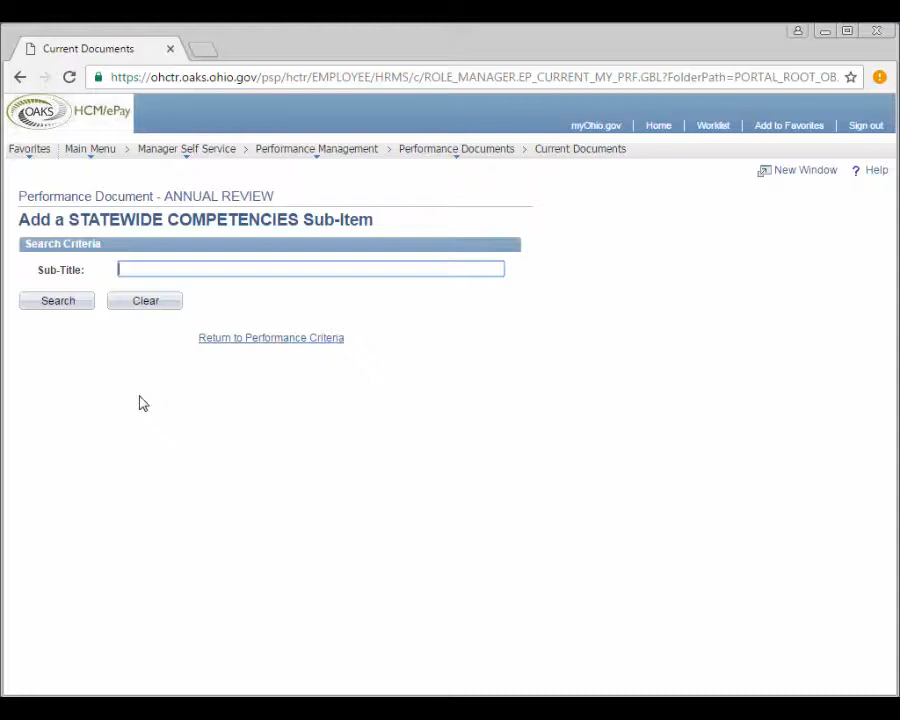 Current Documents
https://ohctr.oaks.ohio.gov/psp/hctr/EMPLOYEE/HRMS/c/ROLE_MANAGER.EP_CURRENT_MY_PRF.GBL?FolderPath=PORTAL_ROOT_OB.
OAKS HCM/ePay
myOhio.gov | Home | Worklist | Add to Favorites | Sign out
Favorites Main Menu > Manager Self Service > Performance Management > Performance Documents > Current Documents
New Window ? Help
Performance Document - ANNUAL REVIEW
Add a STATEWIDE COMPETENCIES Sub-Item
Search Criteria
Sub-Title:
Search Clear
Return to Performance Criteria